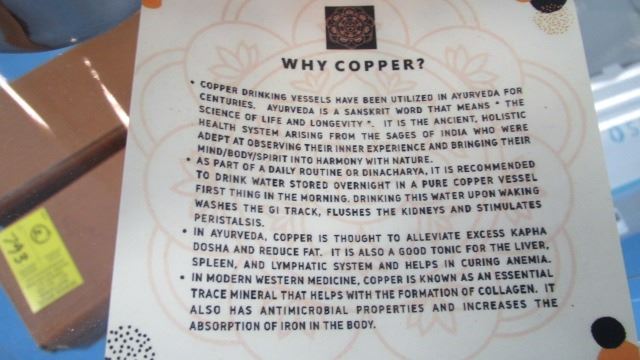 WHY COPPER?
• COPPER DRINKING VESSELS HAVE BEEN UTILIZED IN AYURVEDA FOR
CENTURIES. AYURVEDA IS A SANSKRIT WORD THAT MEANS " THE
SCIENCE OF LIFE AND LONGEVITY ". IT IS THE ANCIENT, HOLISTIC
HEALTH SYSTEM ARISING FROM THE SAGES OF INDIA WHO WERE
ADEPT AT OBSERVING THEIR INNER EXPERIENCE AND BRINGING THEIR
MIND/BODY/SPIRIT INTO HARMONY WITH NATURE.
• AS PART OF A DAILY ROUTINE OR DINACHARYA, IT IS RECOMMENDED
TO DRINK WATER STORED OVERNIGHT IN A PURE COPPER VESSEL
FIRST THING IN THE MORNING. DRINKING THIS WATER UPON WAKING
WASHES THE GI TRACK, FLUSHES THE KIDNEYS AND STIMULATES
PERISTALSIS.
• IN AYURVEDA, COPPER IS THOUGHT TO ALLEVIATE EXCESS KAPHA
DOSHA AND REDUCE FAT. IT IS ALSO A GOOD TONIC FOR THE LIVER,
SPLEEN, AND LYMPHATIC SYSTEM AND HELPS IN CURING ANEMIA.
• IN MODERN WESTERN MEDICINE, COPPER IS KNOWN AS AN ESSENTIAL
TRACE MINERAL THAT HELPS WITH THE FORMATION OF COLLAGEN. IT
ALSO HAS ANTIMICROBIAL PROPERTIES AND INCREASES THE
ABSORPTION OF IRON IN THE BODY.